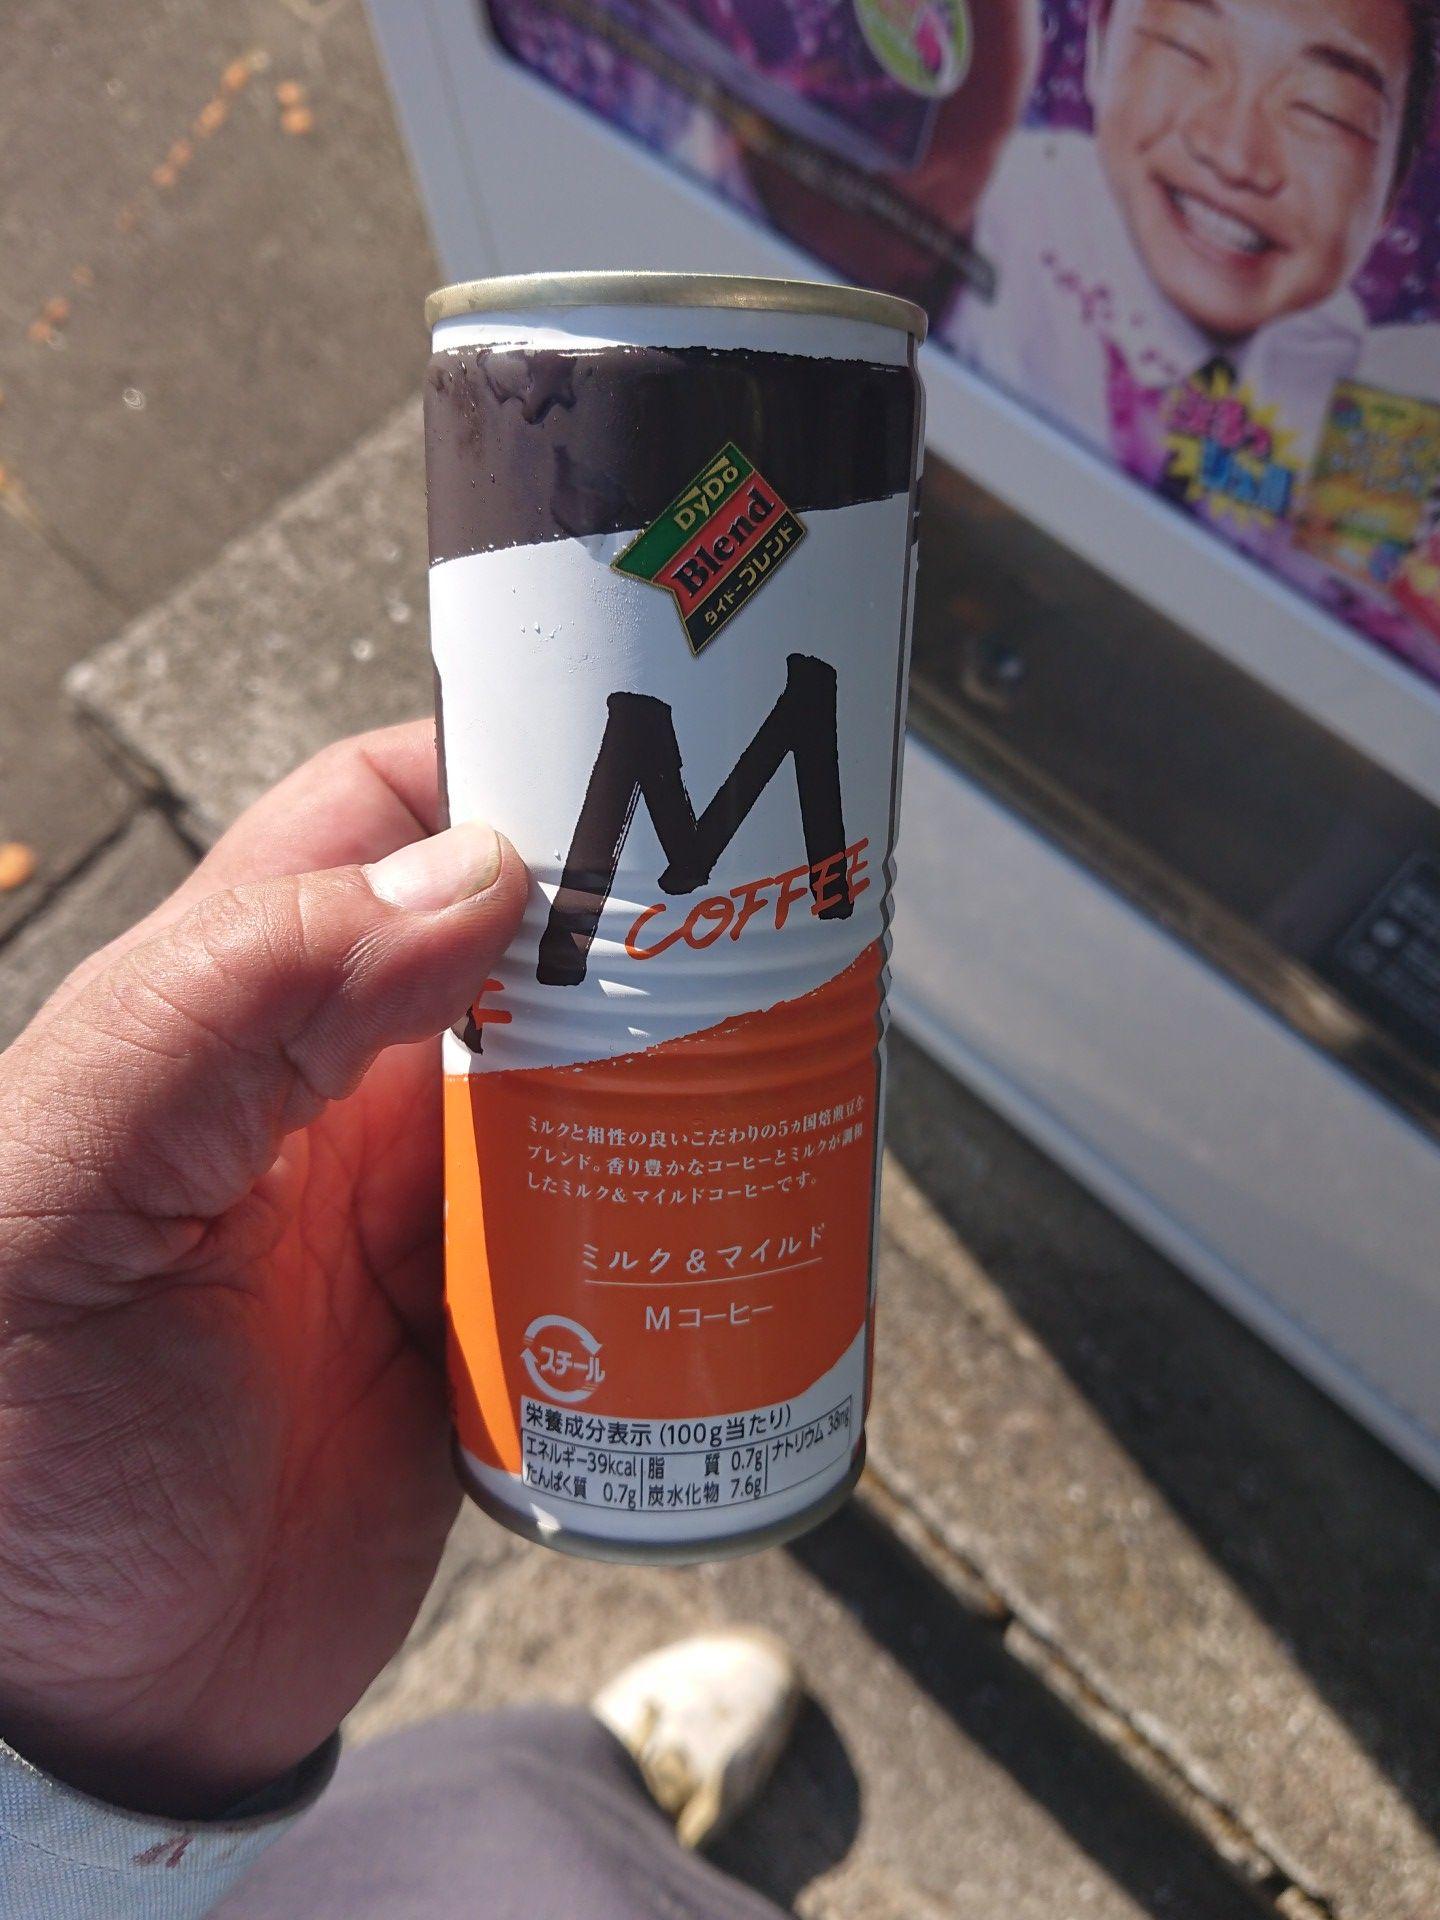 DyDo
Blend
ダイドーブレンド
M
COFFEE
ミルクと相性の良いこだわりの5ヵ国焙煎豆を
ブレンド。香り豊かなコーヒーとミルクが調和
したミルク&マイルドコーヒーです。
ミルク&マイルド
Mコーヒー
スチール
栄養成分表示(100g当たり)
エネルギー39kcal 脂質 0.7g ナトリウム 38mg
たんぱく質 0.7g 炭水化物 7.6g